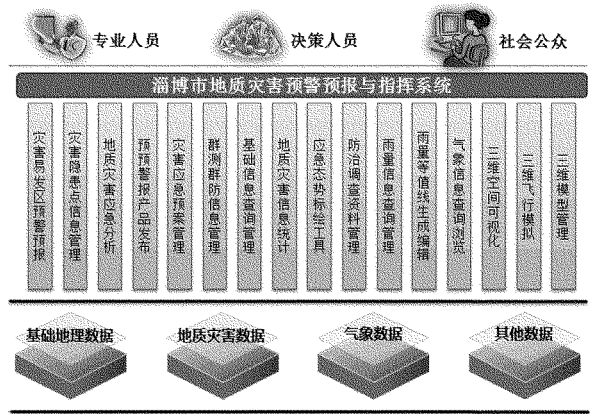 专业人员
决策人员
社会公众
淄博市地质灾害预警预报与指挥系统
灾害易发区预警预报
灾害隐患点信息管理
地质灾害应急分析
预预警报产品发布
灾害应急预案管理
群测群防信息管理
基础信息查询管理
地质灾害信息统计
应急态势标绘工具
防治调查资料管理
雨量信息查询管理
雨量等值线生成编辑
气象信息查询浏览
三维空间可视化
三维飞行模拟
三维模型管理
基础地理数据
地质灾害数据
气象数据
其他数据